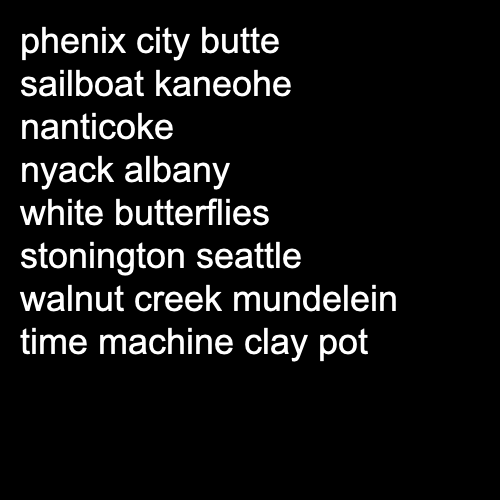 phenix city butte
sailboat kaneohe
nanticoke
nyack albany
white butterflies
stonington seattle
walnut creek mundelein
time machine clay pot